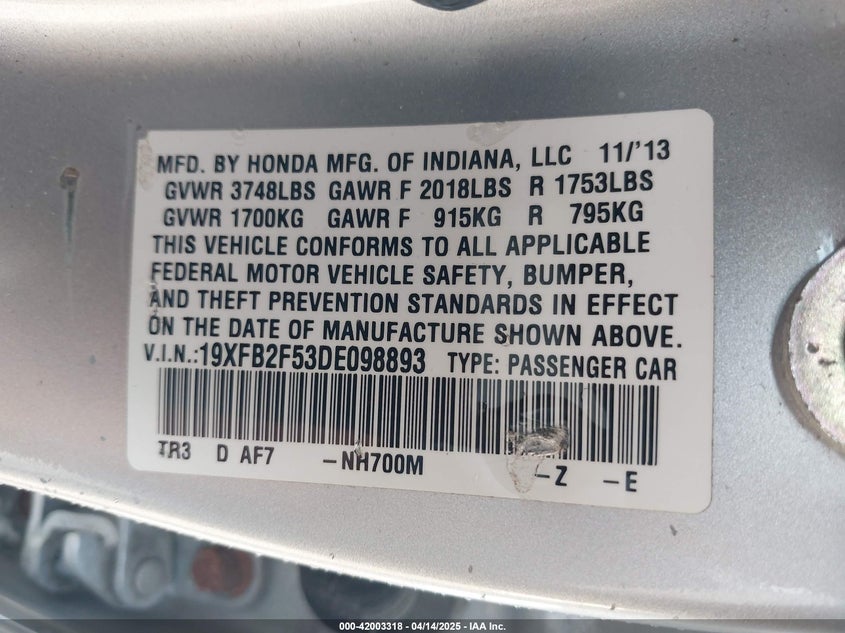 MFD. BY HONDA MFG. OF INDIANA, LLC 11/'13
GVWR 3748LBS GAWR F 2018LBS R 1753LBS
GVWR 1700KG GAWR F 915KG R 795KG
THIS VEHICLE CONFORMS TO ALL APPLICABLE
FEDERAL MOTOR VEHICLE SAFETY, BUMPER,
AND THEFT PREVENTION STANDARDS IN EFFECT
ON THE DATE OF MANUFACTURE SHOWN ABOVE.
V.I.N.:19XFB2F53DE098893 TYPE: PASSENGER CAR
TR3 D AF7 -NH700M -Z -E
000-42003318 - 04/14/2025 - IAA Inc.